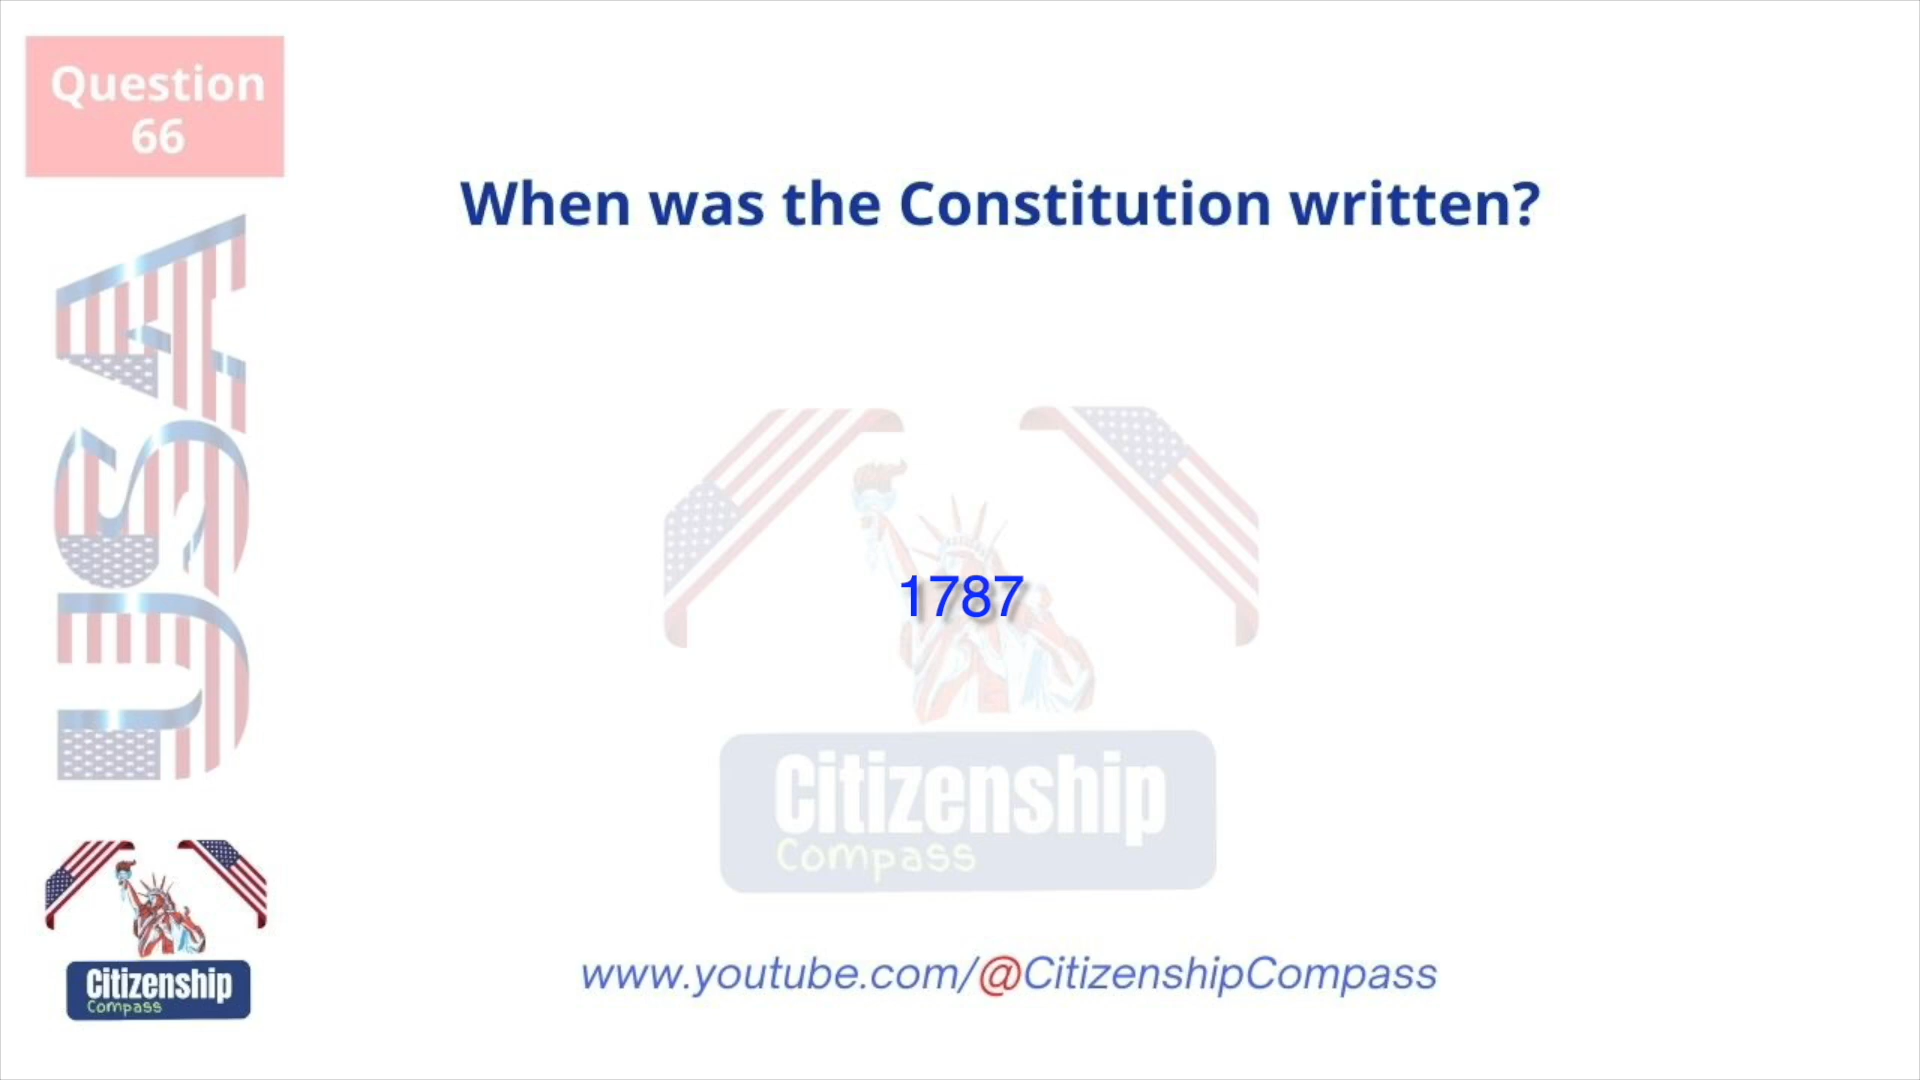 Question
66
When was the Constitution written?
1787
Citizenship
Compass
www.youtube.com/@CitizenshipCompass
USA
Citizenship
Compass